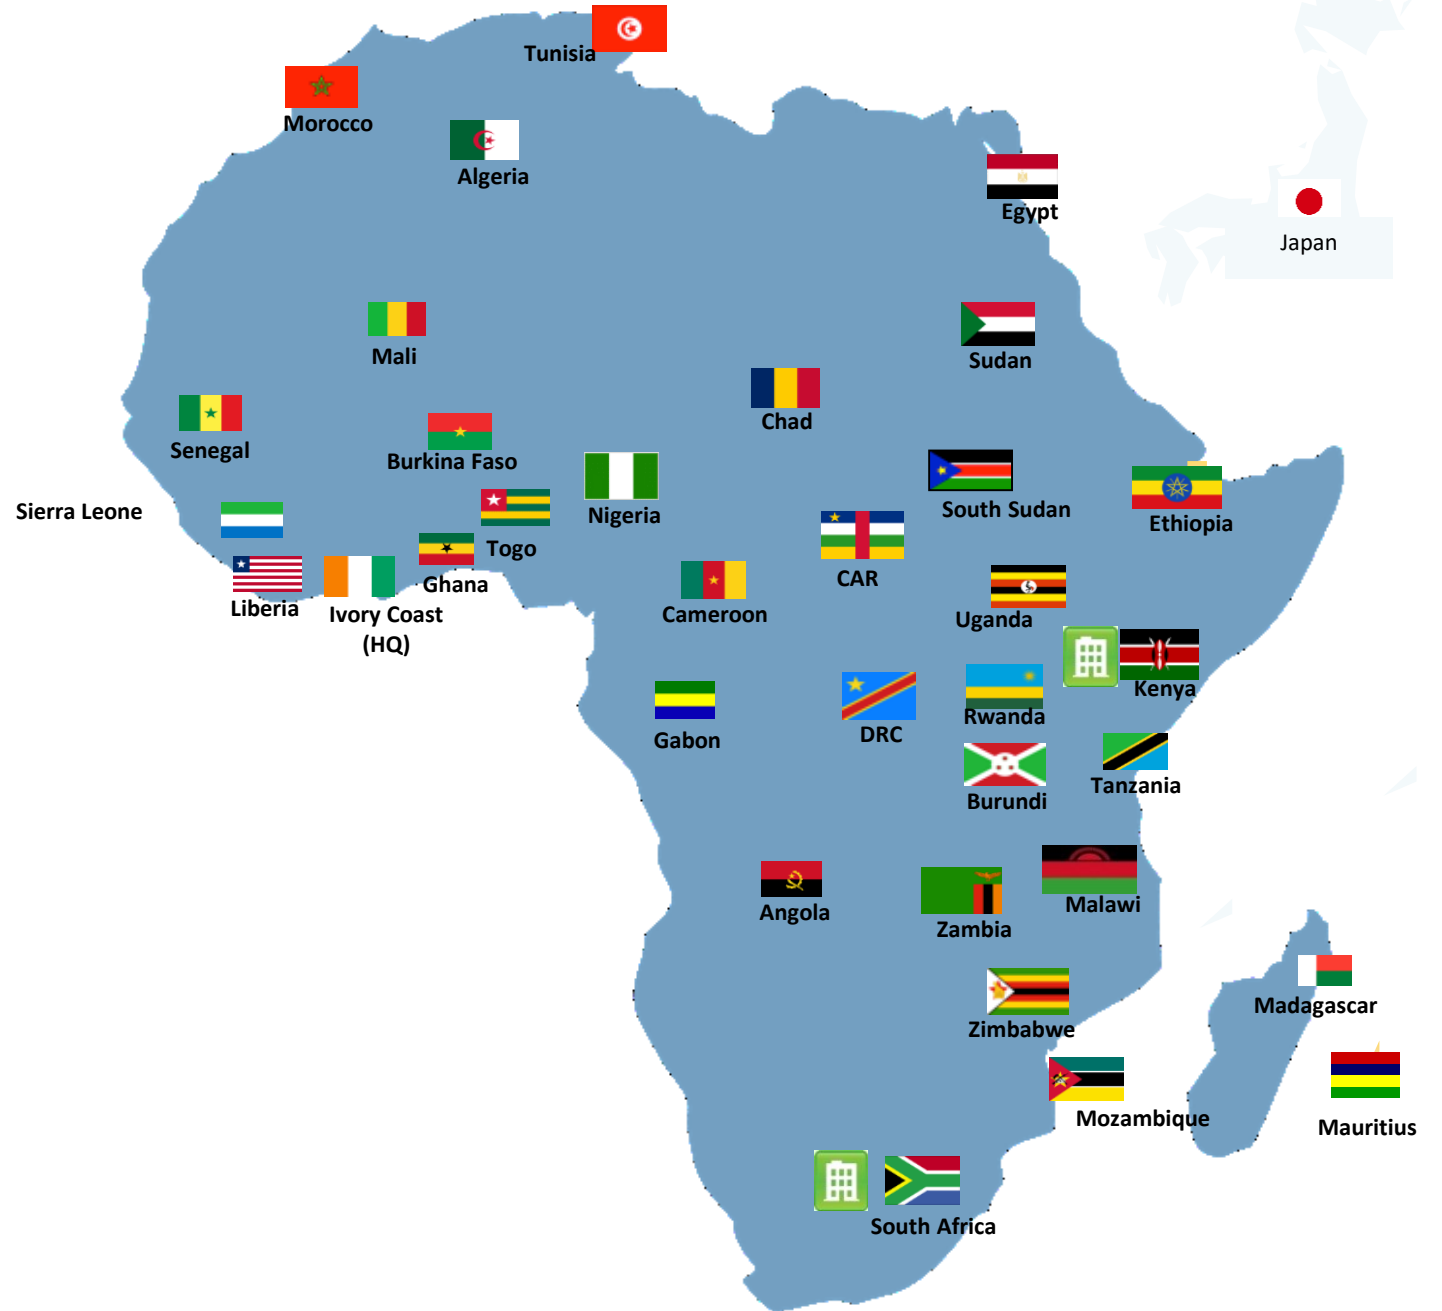 Tunisia
Morocco
Algeria
Egypt
Japan
Mali
Sudan
Chad
Senegal
Burkina Faso
Nigeria
South Sudan
Ethiopia
Sierra Leone
Togo
Ghana
CAR
Liberia
Ivory Coast
(HQ)
Cameroon
Uganda
Kenya
Rwanda
Gabon
DRC
Tanzania
Burundi
Malawi
Angola
Zambia
Madagascar
Zimbabwe
Mozambique
Mauritius
South Africa